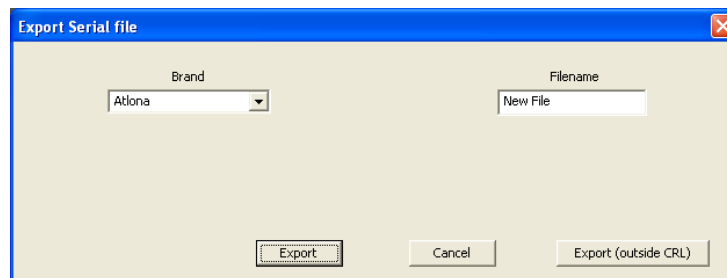 Export Serial file
Brand Filename
Atlona New File
Export Cancel Export (outside CRL)